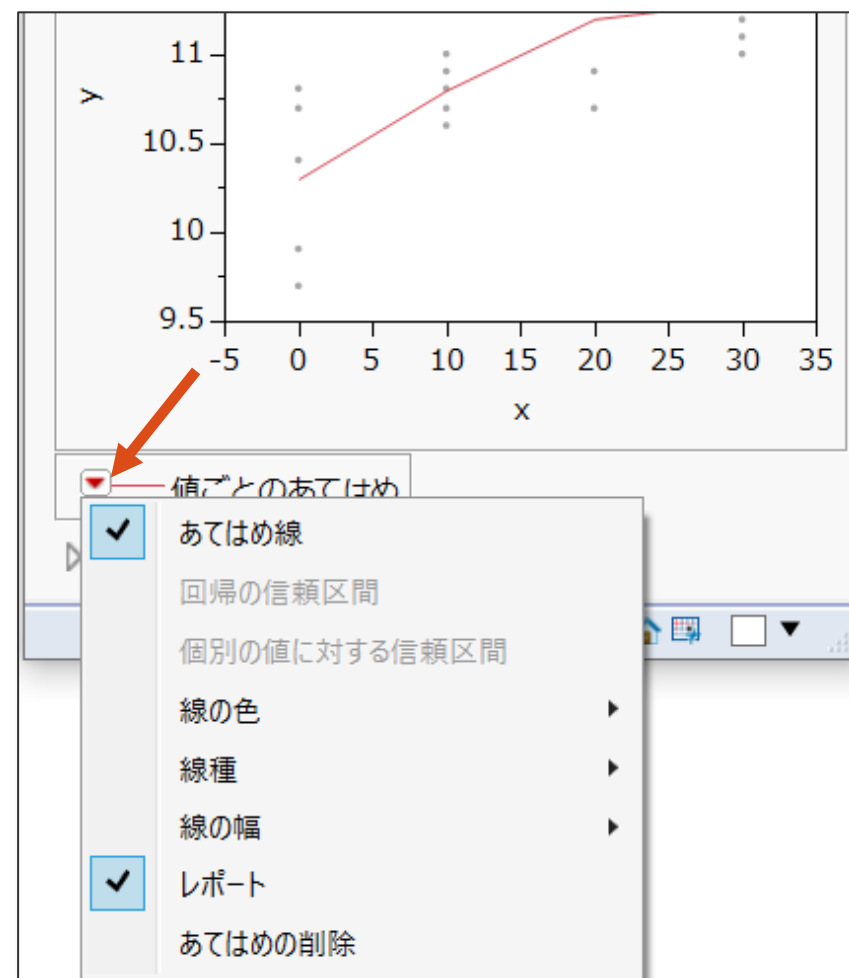 11
y
10.5
10
9.5
-5 0 5 10 15 20 25 30 35
x
値ごとのあてはめ
あてはめ線
回帰の信頼区間
個別の値に対する信頼区間
線の色
線種
線の幅
レポート
あてはめの削除